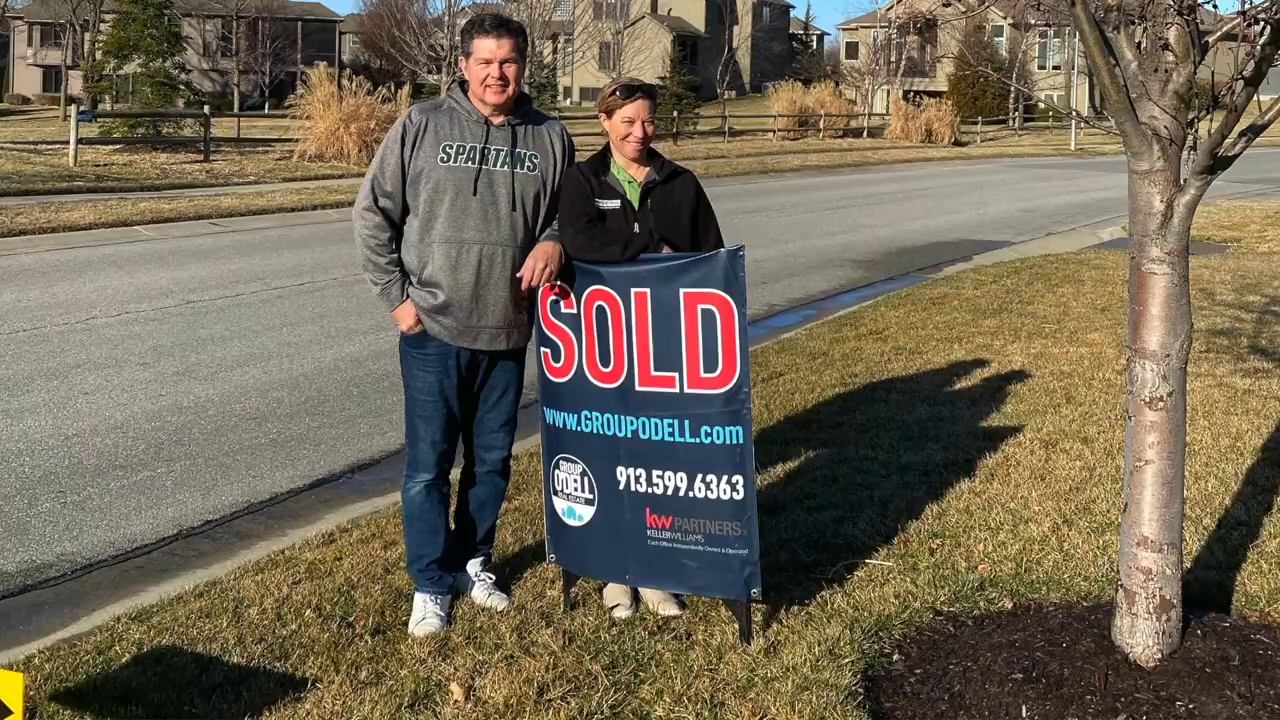 SPARTANS
SOLD
www.GROUPODELL.com
GROUP
O'DELL
REAL ESTATE
913.599.6363
kw PARTNERS
KELLERWILLIAMS
Each Office Independently Owned & Operated